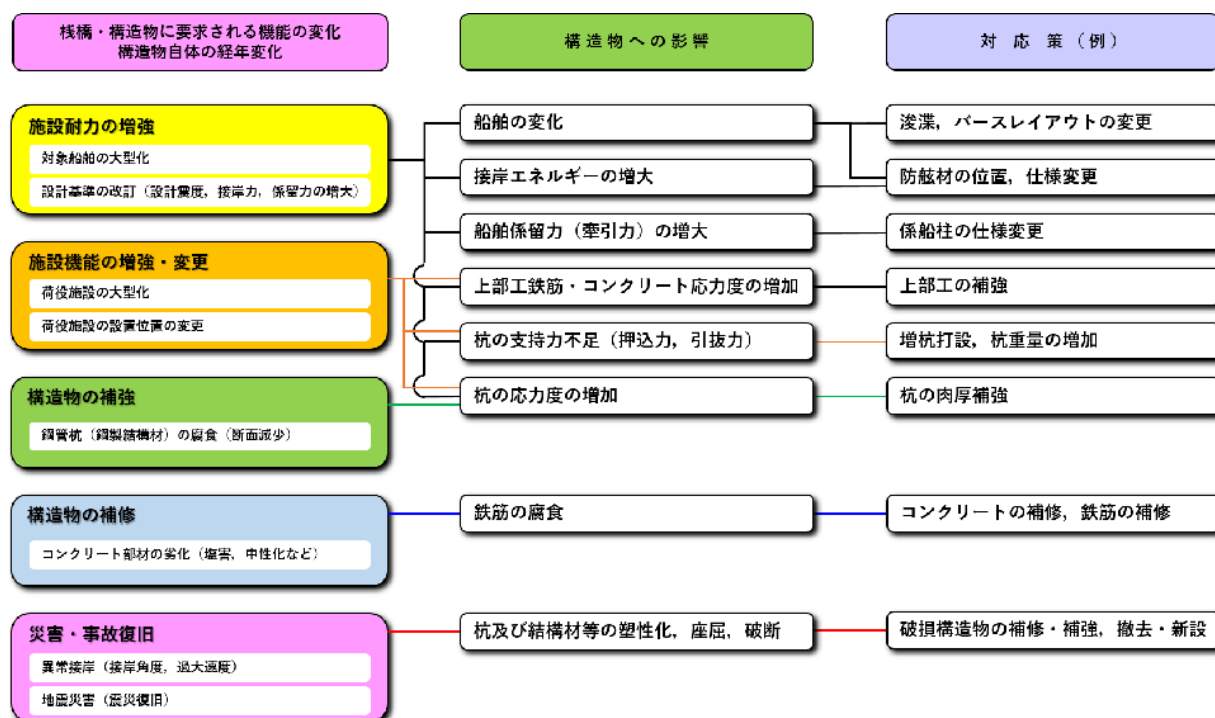 桟橋・構造物に要求される機能の変化
構造物自体の経年変化
構造物への影響
対応策(例)
施設耐力の増強
対象船舶の大型化
設計基準の改訂(設計震度,接岸力,係留力の増大)
施設機能の増強・変更
荷役施設の大型化
荷役施設の設置位置の変更
構造物の補強
鋼管杭(鋼製結構材)の腐食(断面減少)
構造物の補修
コンクリート部材の劣化(塩害,中性化など)
災害・事故復旧
異常接岸(接岸角度,過大速度)
地震災害(震災復旧)
船舶の変化
接岸エネルギーの増大
船舶係留力(牽引力)の増大
上部工鉄筋・コンクリート応力度の増加
杭の支持力不足(押込力,引抜力)
杭の応力度の増加
鉄筋の腐食
杭及び結構材等の塑性化,座屈,破断
浚渫,バースレイアウトの変更
防舷材の位置,仕様変更
係船柱の仕様変更
上部工の補強
増杭打設,杭重量の増加
杭の肉厚補強
コンクリートの補修,鉄筋の補修
破損構造物の補修・補強,撤去・新設